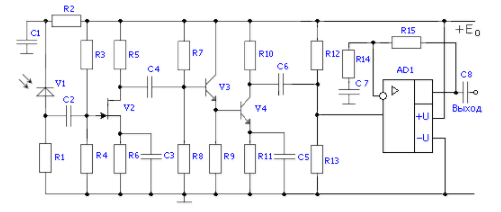 R2
+E₀
C1
R3
R5
R7
R10
R12
R15
R14
V1
C4
C6
AD1
C2
V3
C7
C8
V2
V4
+U
Выход
-U
R1
R4
R6
C3
R8
R9
R11
C5
R13